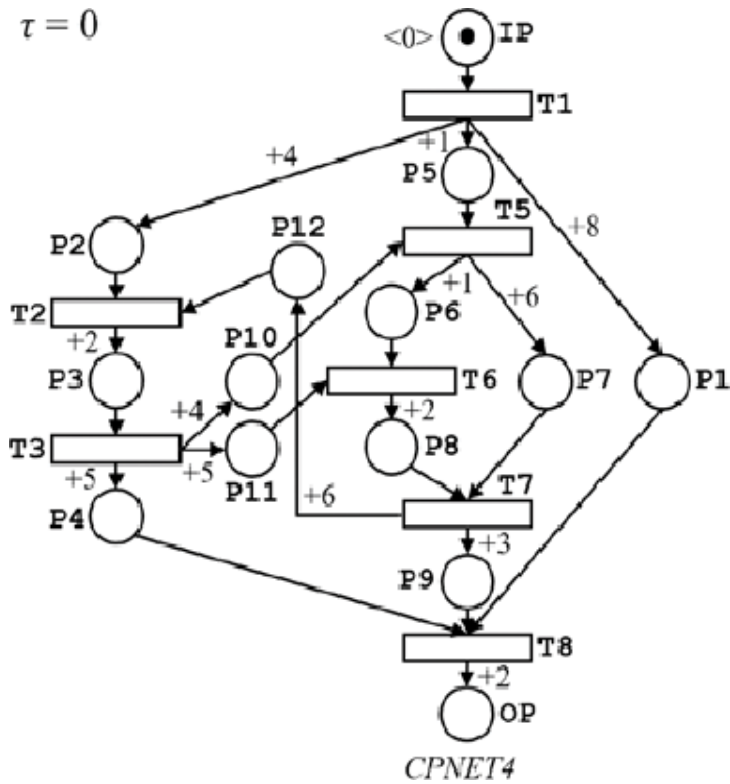 τ = 0
<0>
IP
T1
+4
+1
P5
+8
P2
P12
T5
T2
+2
P10
+1
+6
P6
P3
T6
P7
P1
+4
+2
T3
+5
P8
+5
P11
+6
T7
P4
+3
P9
T8
+2
OP
CPNET4